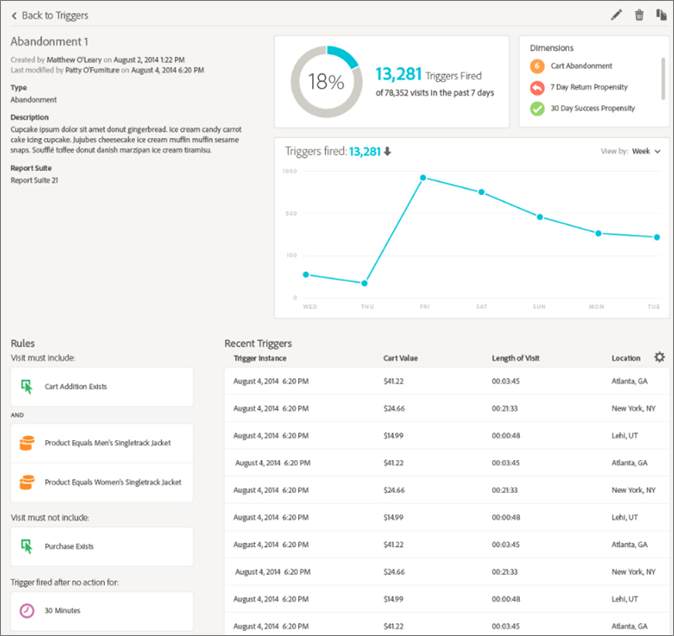 Back to Triggers
Abandonment 1
Created by Matthew O'Leary on August 2, 2014 1:22 PM
Last modified by Patty O'Furniture on August 4, 2014 6:20 PM
Type
Abandonment
Description
Cupcake ipsum dolor sit amet donut gingerbread. Ice cream candy carrot
cake icing cupcake. Jujubes cheesecake ice cream muffin muffin sesame
snaps. Soufflé toffee donut danish marzipan ice cream tiramisu.
Report Suite
Report Suite 21
18%
13,281 Triggers Fired
of 78,352 visits in the past 7 days
Dimensions
6 Cart Abandonment
7 Day Return Propensity
30 Day Success Propensity
Triggers fired: 13,281
View by: Week
1000
500
100
0
WED THU FRI SAT SUN MON TUE
Rules
Visit must include:
Cart Addition Exists
AND
Product Equals Men's Singletrack Jacket
Product Equals Women's Singletrack Jacket
Visit must not include:
Purchase Exists
Trigger fired after no action for:
30 Minutes
Recent Triggers
Trigger Instance Cart Value Length of Visit Location
August 4, 2014 6:20 PM $41.22 00:03:45 Atlanta, GA
August 4, 2014 6:20 PM $24.66 00:21:33 New York, NY
August 4, 2014 6:20 PM $14.99 00:00:48 Lehi, UT
August 4, 2014 6:20 PM $41.22 00:03:45 Atlanta, GA
August 4, 2014 6:20 PM $24.66 00:21:33 New York, NY
August 4, 2014 6:20 PM $14.99 00:00:48 Lehi, UT
August 4, 2014 6:20 PM $41.22 00:03:45 Atlanta, GA
August 4, 2014 6:20 PM $24.66 00:21:33 New York, NY
August 4, 2014 6:20 PM $14.99 00:00:48 Lehi, UT
August 4, 2014 6:20 PM $41.22 00:03:45 Atlanta, GA